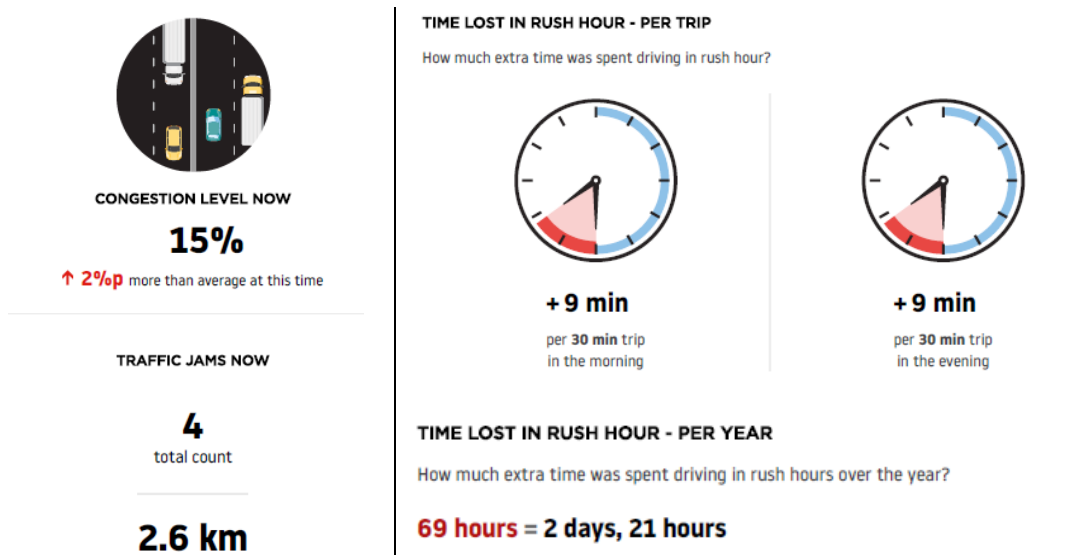 CONGESTION LEVEL NOW
15%
↑ 2%p more than average at this time
TRAFFIC JAMS NOW
4
total count
2.6 km
TIME LOST IN RUSH HOUR - PER TRIP
How much extra time was spent driving in rush hour?
+ 9 min
per 30 min trip
in the morning
+ 9 min
per 30 min trip
in the evening
TIME LOST IN RUSH HOUR - PER YEAR
How much extra time was spent driving in rush hours over the year?
69 hours = 2 days, 21 hours